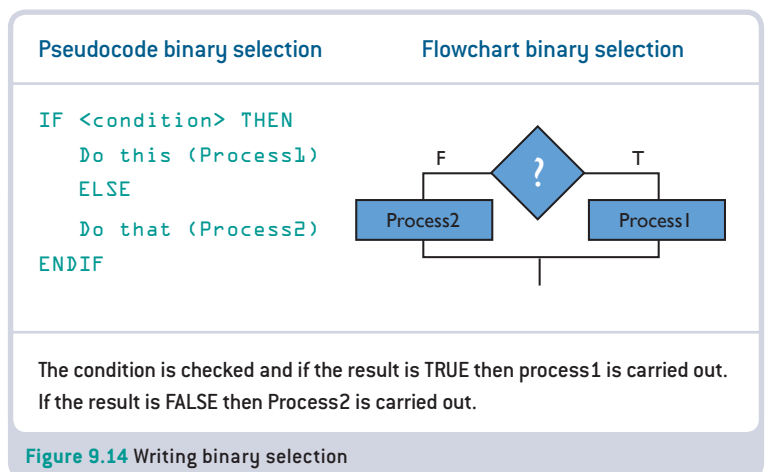 Pseudocode binary selection
Flowchart binary selection
IF <condition> THEN
Do this (Process1)
ELSE
Do that (Process2)
ENDIF
F
?
T
Process2
Process1
The condition is checked and if the result is TRUE then process1 is carried out.
If the result is FALSE then Process2 is carried out.
Figure 9.14 Writing binary selection